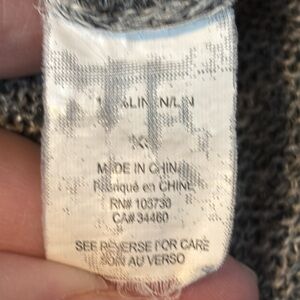 LINEN/LIN
MADE IN CHINA
Fabriqué en CHINE
RN# 103730
CA# 34460
SEE REVERSE FOR CARE
SOIN AU VERSO